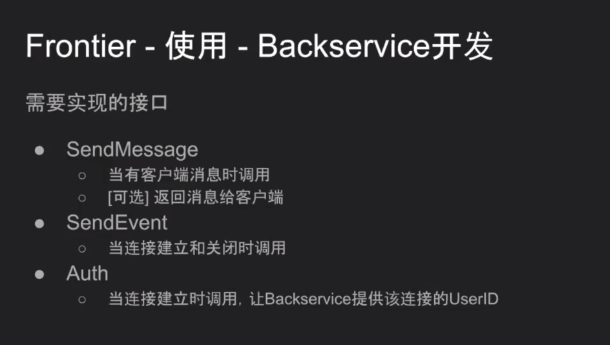 Frontier - 使用 - Backservice开发
需要实现的接口
● SendMessage
○ 当有客户端消息时调用
○ [可选] 返回消息给客户端
● SendEvent
○ 当连接建立和关闭时调用
● Auth
○ 当连接建立时调用, 让Backservice提供该连接的UserID